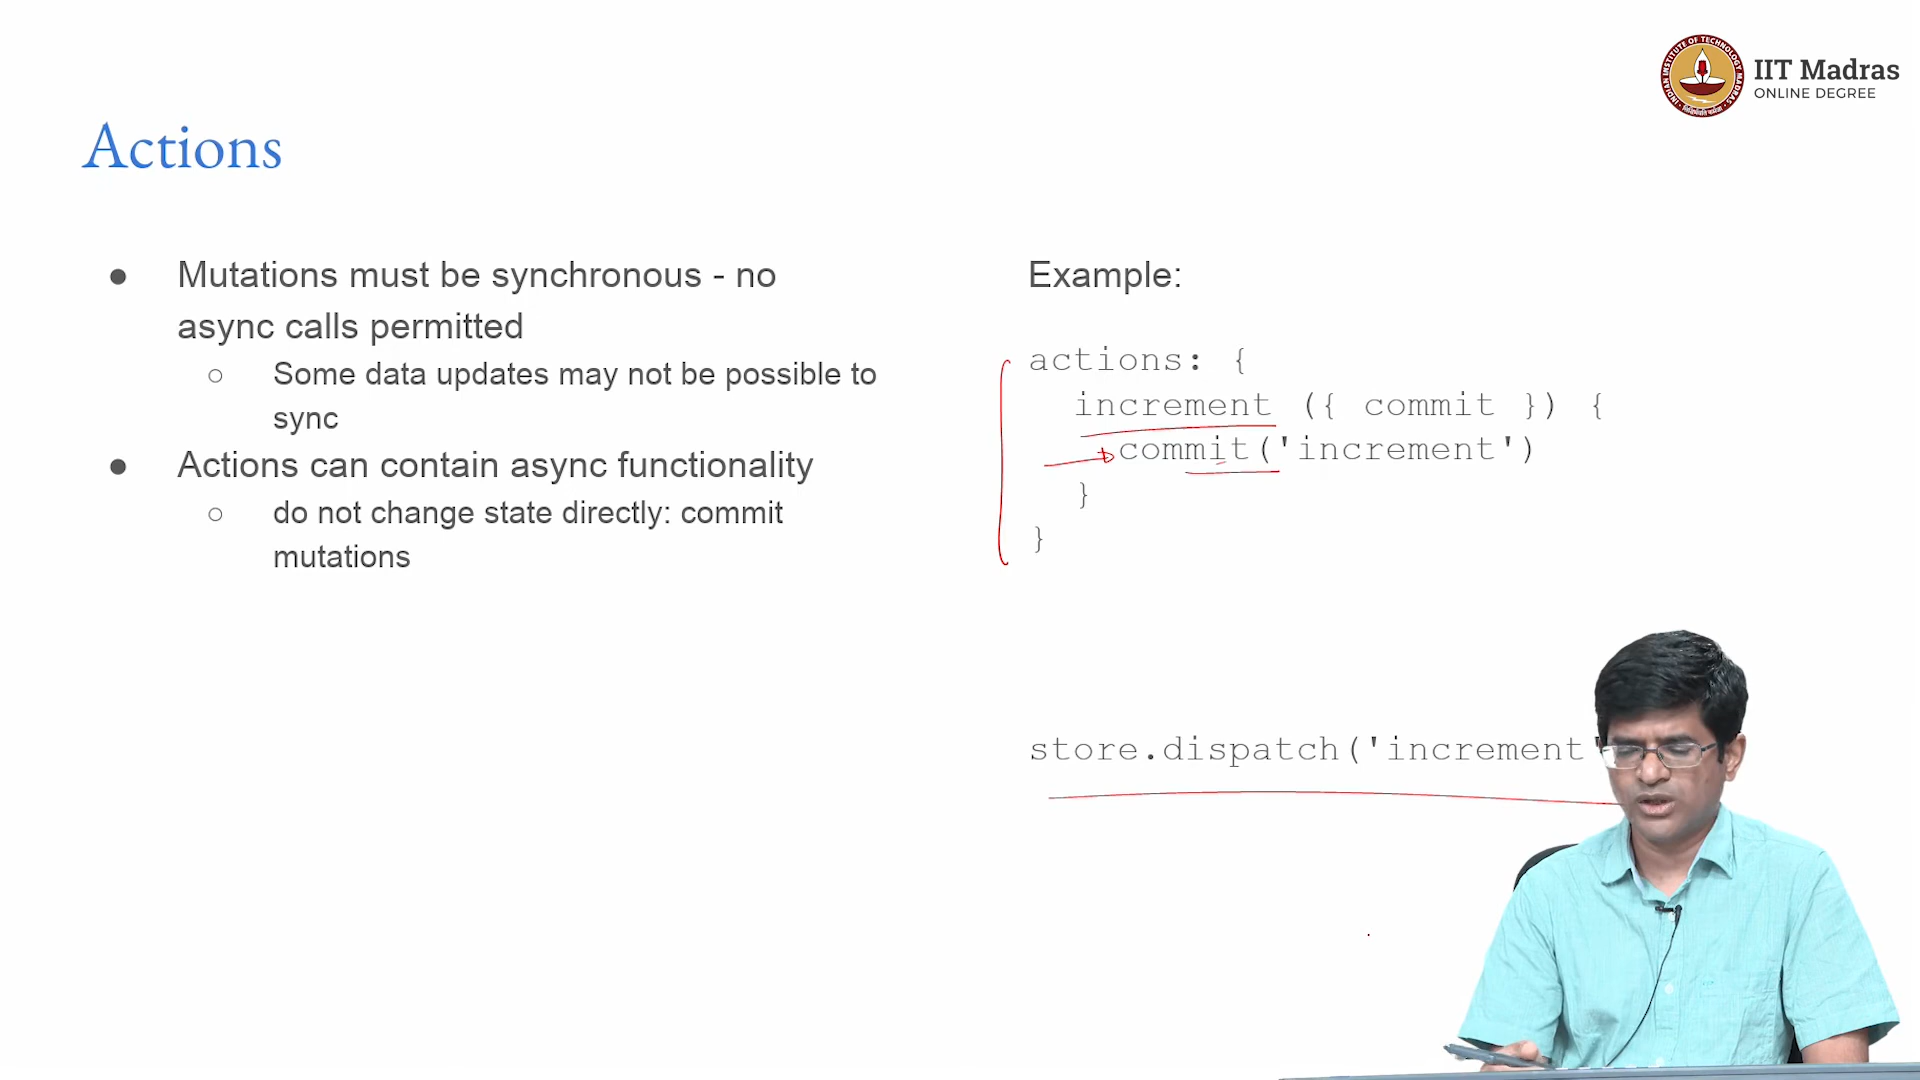 IIT Madras
ONLINE DEGREE
Actions
● Mutations must be synchronous - no
async calls permitted
○ Some data updates may not be possible to
sync
● Actions can contain async functionality
○ do not change state directly: commit
mutations
Example:
actions: {
increment ({ commit }) {
commit('increment')
}
}
store.dispatch('increment'